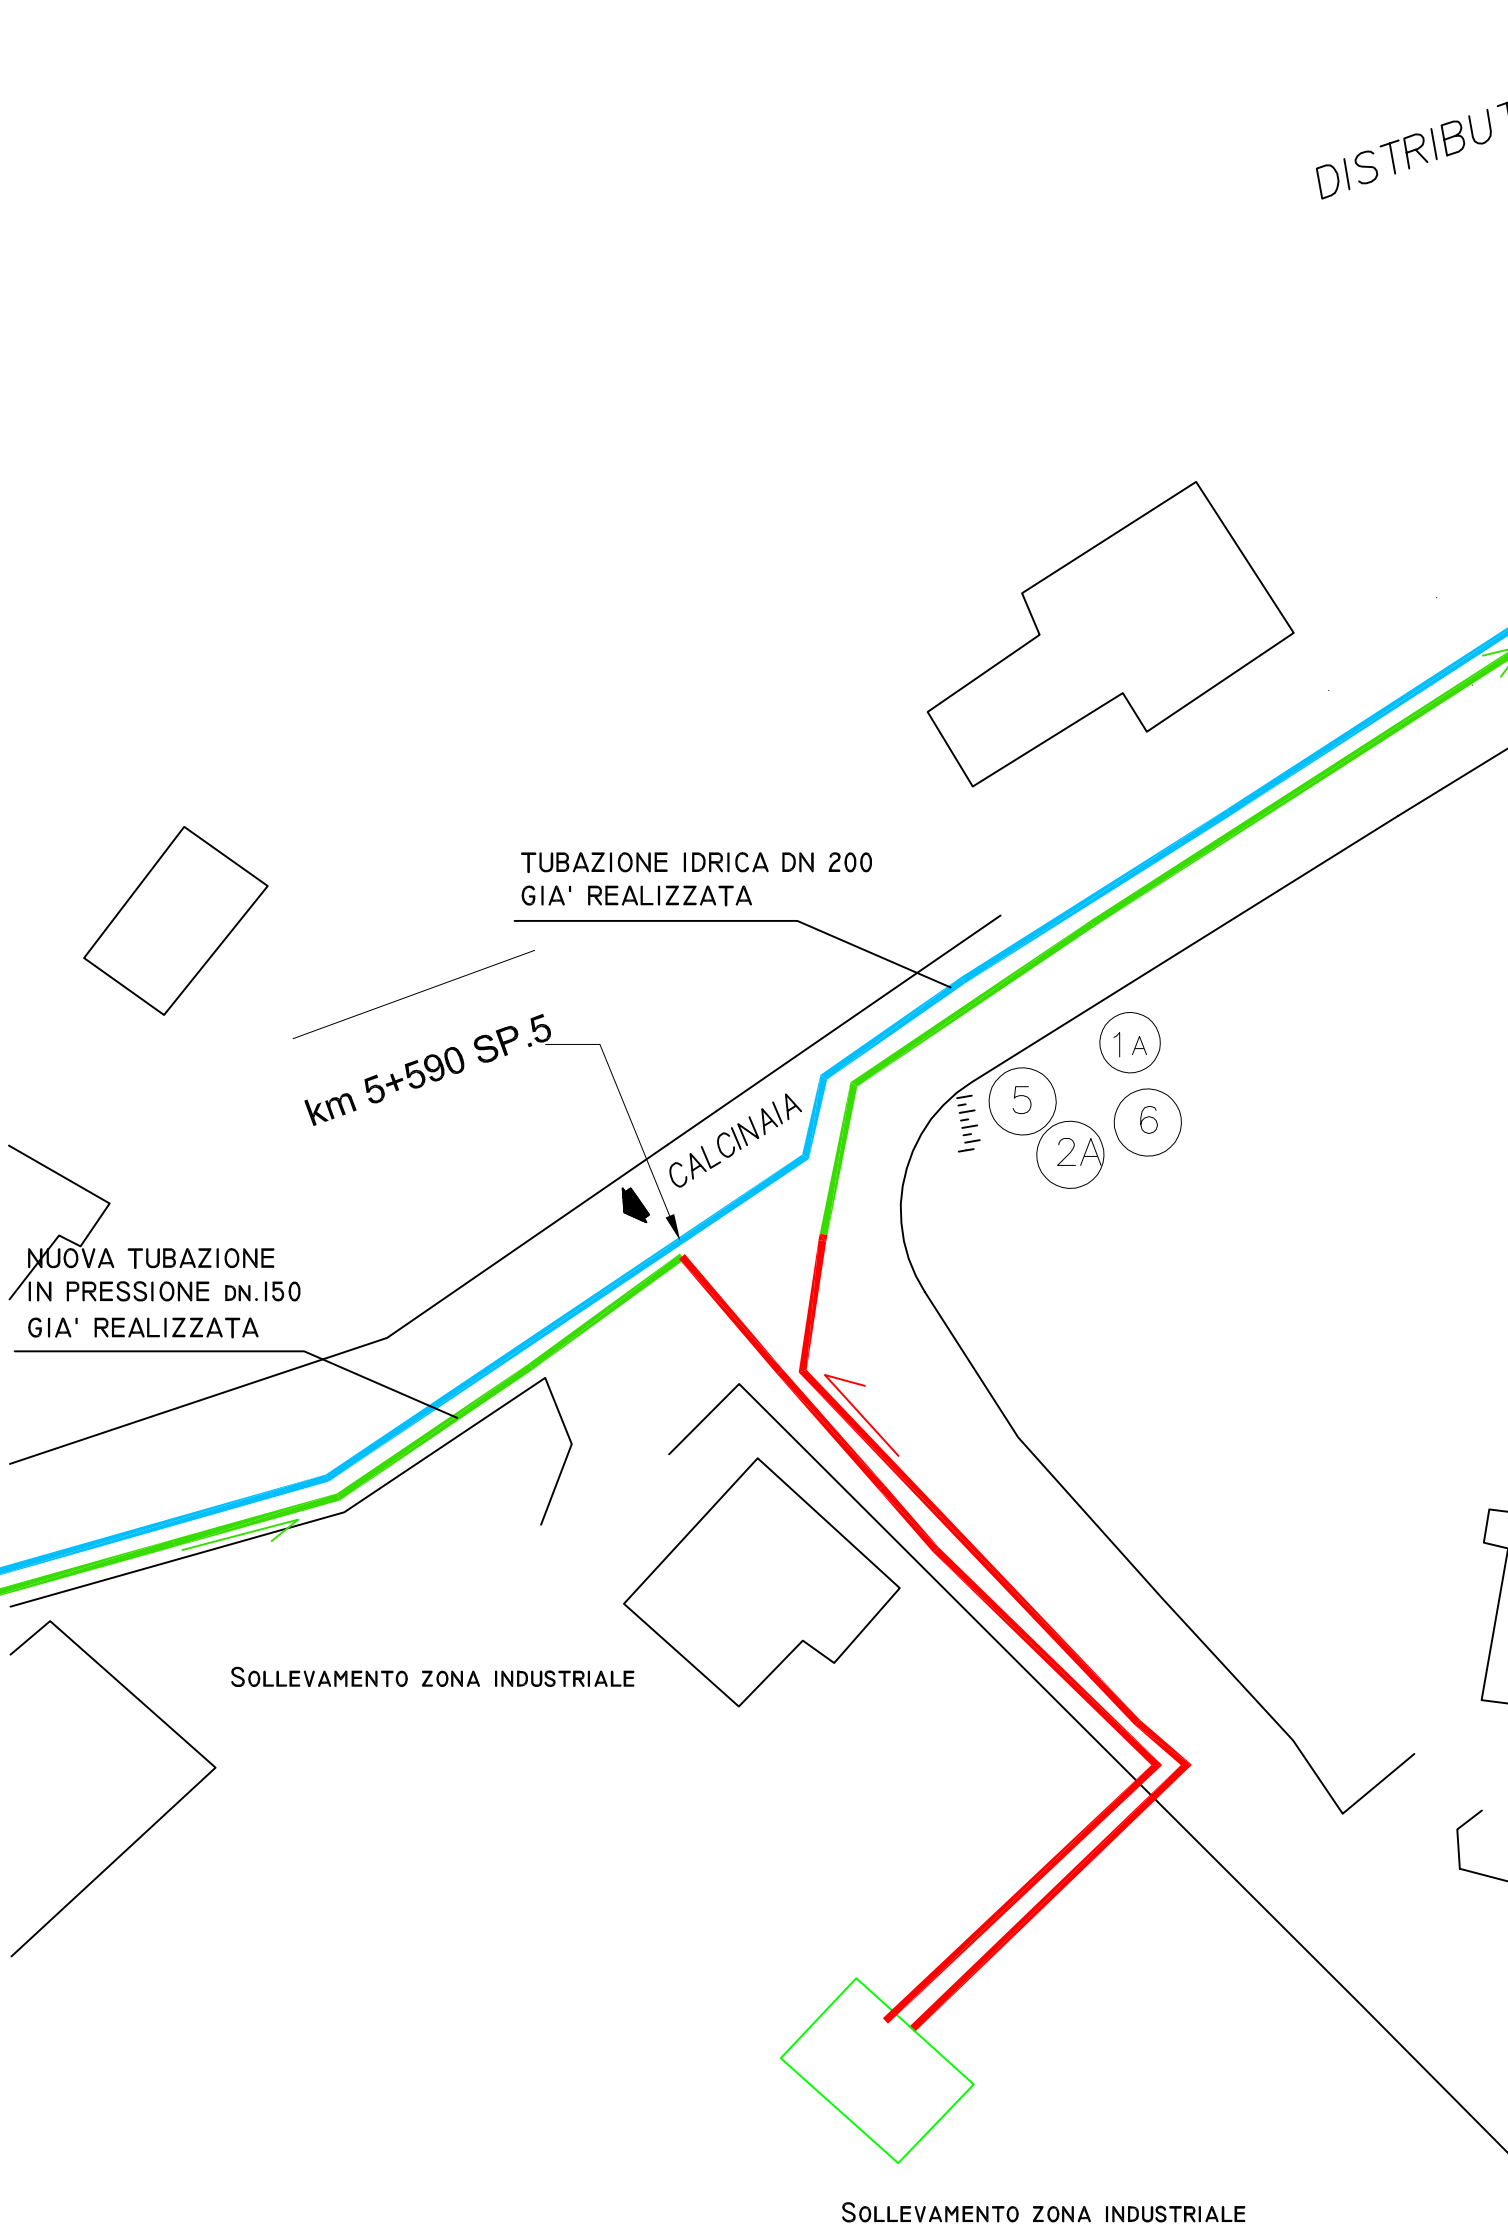 DISTRIBUT
TUBAZIONE IDRICA DN 200
GIA' REALIZZATA
km 5+590 SP.5
1A
5
6
2A
CALCINAIA
NUOVA TUBAZIONE
IN PRESSIONE DN.150
GIA' REALIZZATA
SOLLEVAMENTO ZONA INDUSTRIALE
SOLLEVAMENTO ZONA INDUSTRIALE